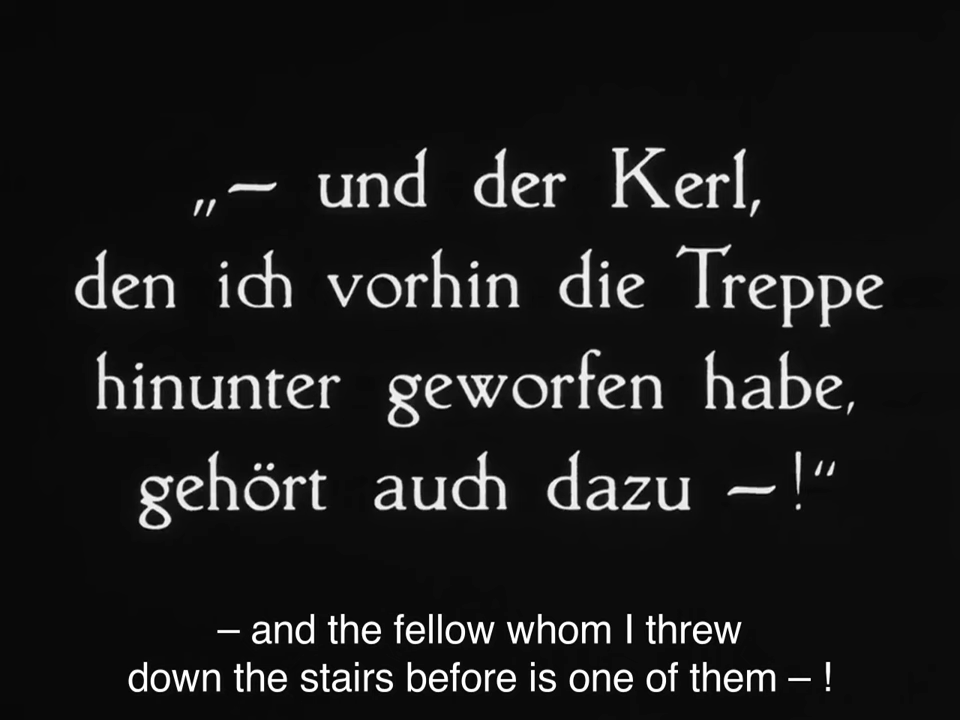 „— und der Kerl,
den ich vorhin die Treppe
hinunter geworfen habe,
gehört auch dazu —!“
– and the fellow whom I threw
down the stairs before is one of them – !